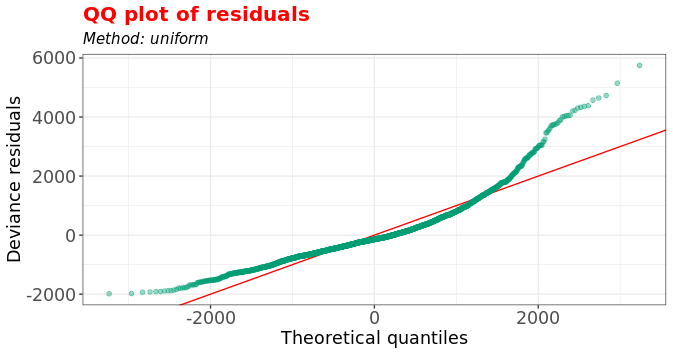 QQ plot of residuals
Method: uniform
6000
4000
2000
0
-2000
Deviance residuals
-2000 0 2000
Theoretical quantiles